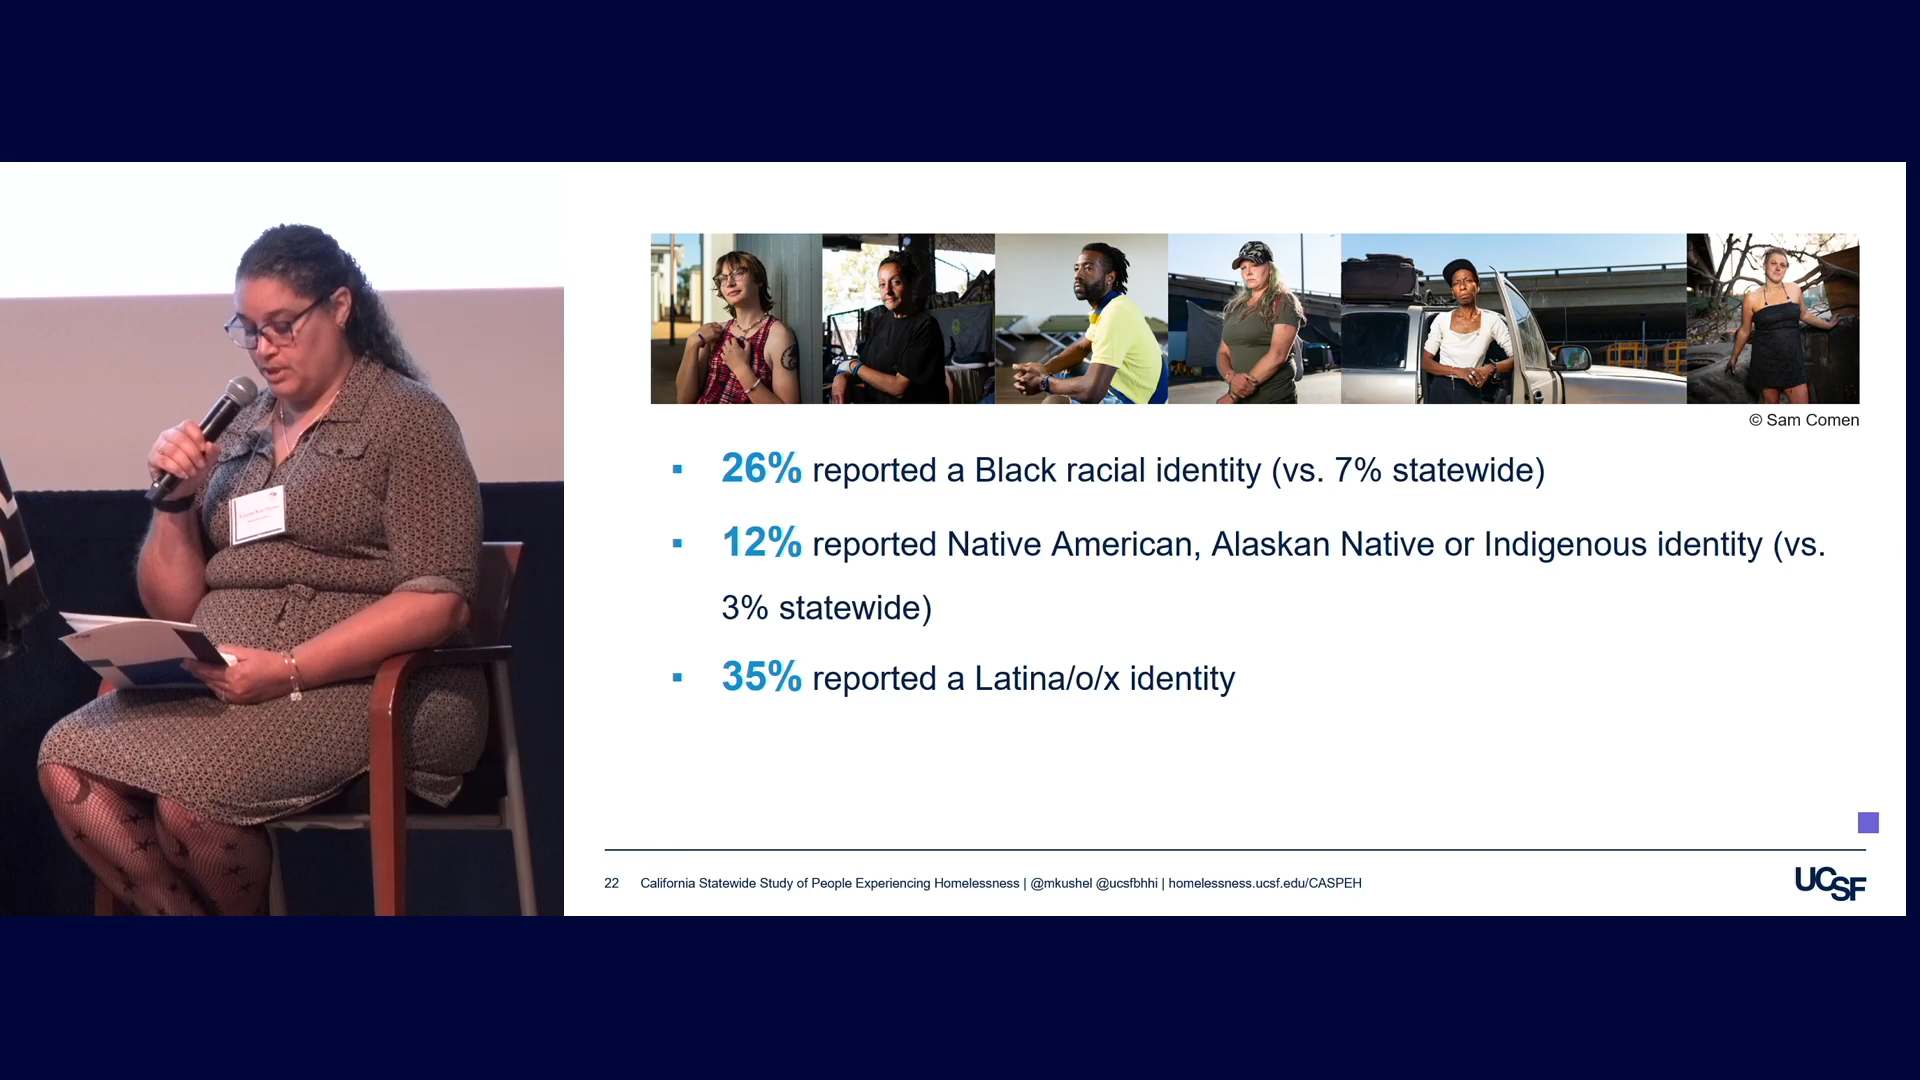 © Sam Comen
▪ 26% reported a Black racial identity (vs. 7% statewide)
▪ 12% reported Native American, Alaskan Native or Indigenous identity (vs.
3% statewide)
▪ 35% reported a Latina/o/x identity
22 California Statewide Study of People Experiencing Homelessness | @mkushel @ucsfbhhi | homelessness.ucsf.edu/CASPEH
UCSF